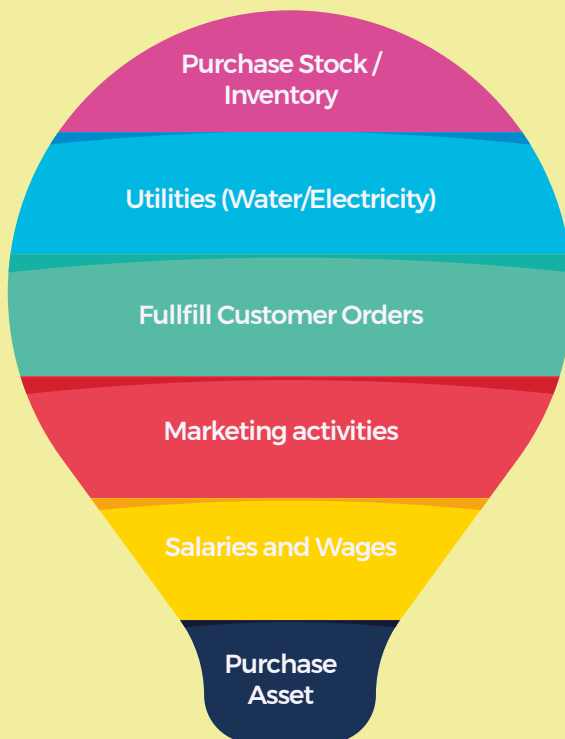 Purchase Stock /
Inventory
Utilities (Water/Electricity)
Fullfill Customer Orders
Marketing activities
Salaries and Wages
Purchase
Asset